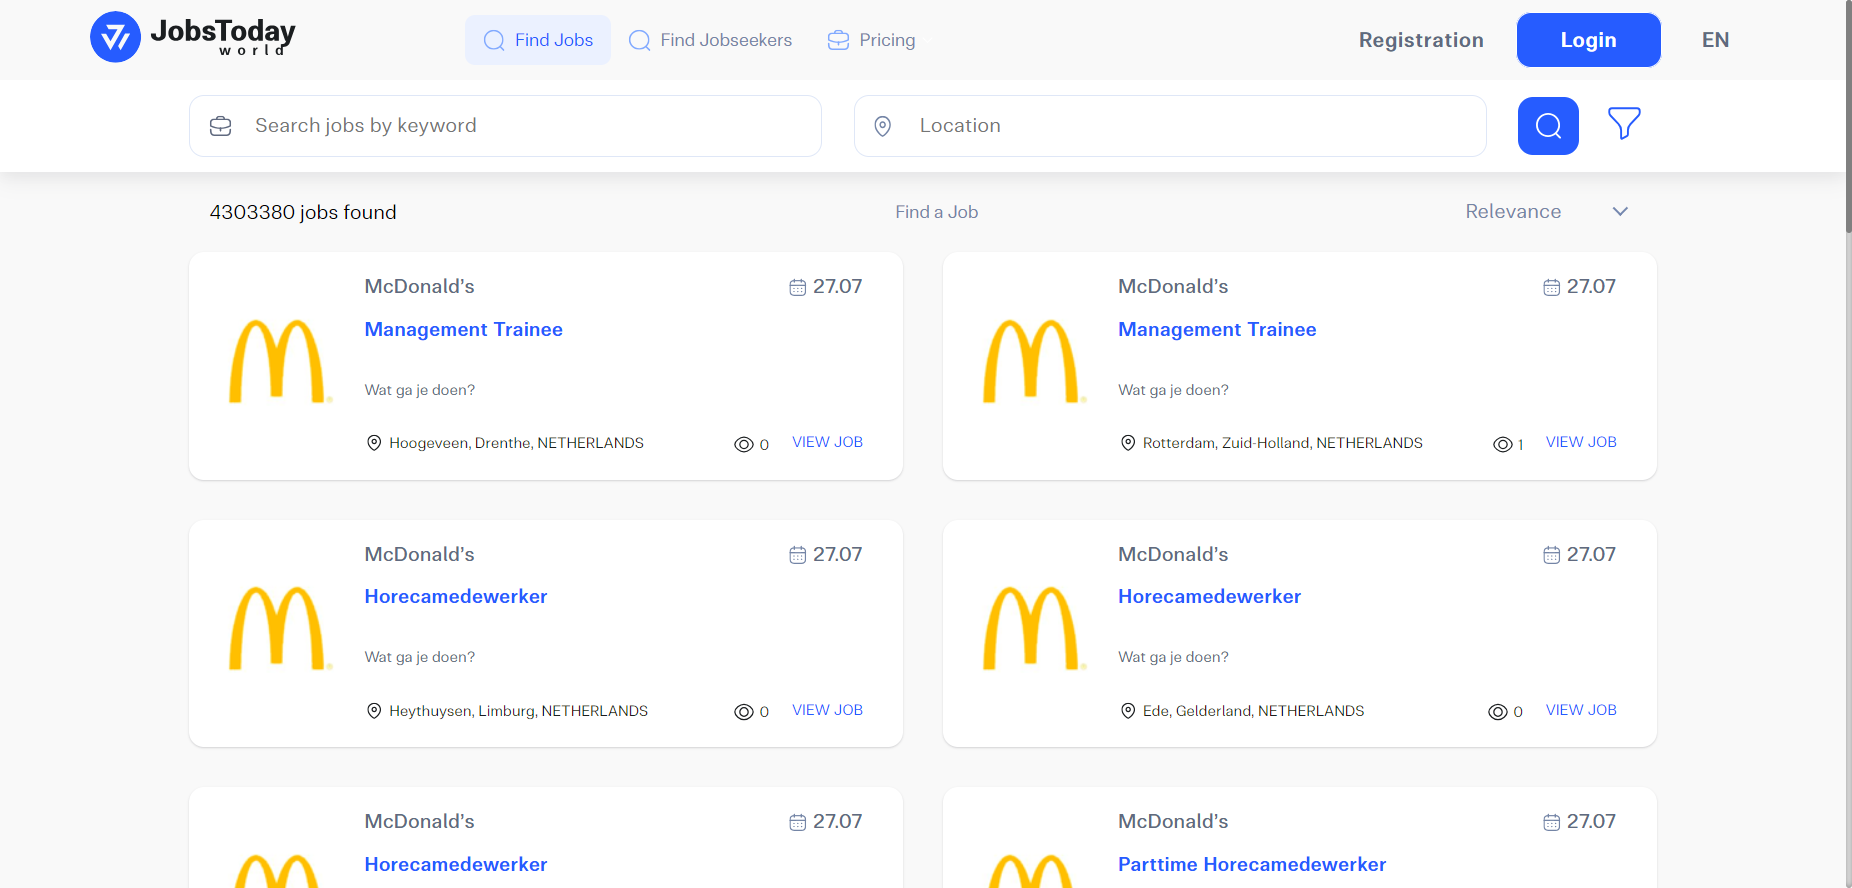 JobsToday
world
Find Jobs
Find Jobseekers
Pricing
Registration
Login
EN
Search jobs by keyword
Location
4303380 jobs found
Find a Job
Relevance
McDonald's
27.07
Management Trainee
Wat ga je doen?
Hoogeveen, Drenthe, NETHERLANDS
0
VIEW JOB
McDonald's
27.07
Management Trainee
Wat ga je doen?
Rotterdam, Zuid-Holland, NETHERLANDS
1
VIEW JOB
McDonald's
27.07
Horecamedewerker
Wat ga je doen?
Heythuysen, Limburg, NETHERLANDS
0
VIEW JOB
McDonald's
27.07
Horecamedewerker
Wat ga je doen?
Ede, Gelderland, NETHERLANDS
0
VIEW JOB
McDonald's
27.07
Horecamedewerker
McDonald's
27.07
Parttime Horecamedewerker